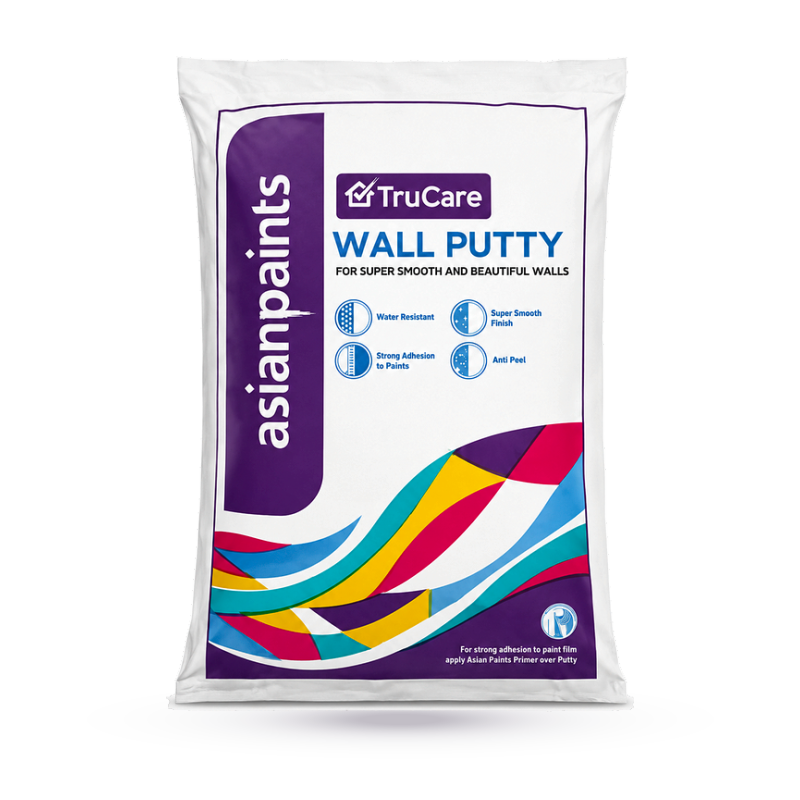 asianpaints
TruCare
WALL PUTTY
FOR SUPER SMOOTH AND BEAUTIFUL WALLS
Water Resistant
Super Smooth
Finish
Strong Adhesion
to Paints
Anti Peel
For strong adhesion to paint film
apply Asian Paints Primer over Putty